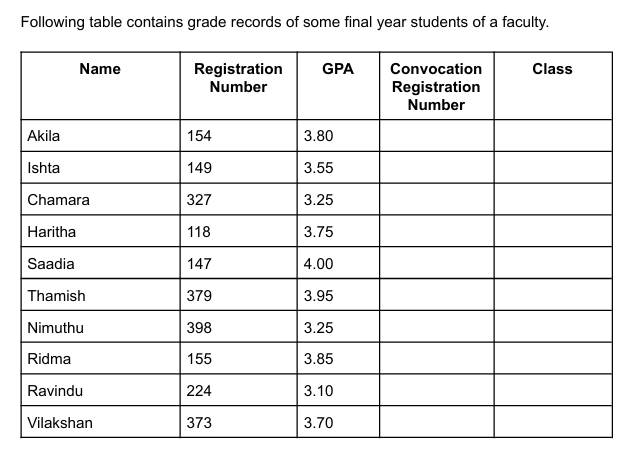 Following table contains grade records of some final year students of a faculty.
Name Registration Number GPA Convocation Registration Number Class
Akila 154 3.80
Ishta 149 3.55
Chamara 327 3.25
Haritha 118 3.75
Saadia 147 4.00
Thamish 379 3.95
Nimuthu 398 3.25
Ridma 155 3.85
Ravindu 224 3.10
Vilakshan 373 3.70